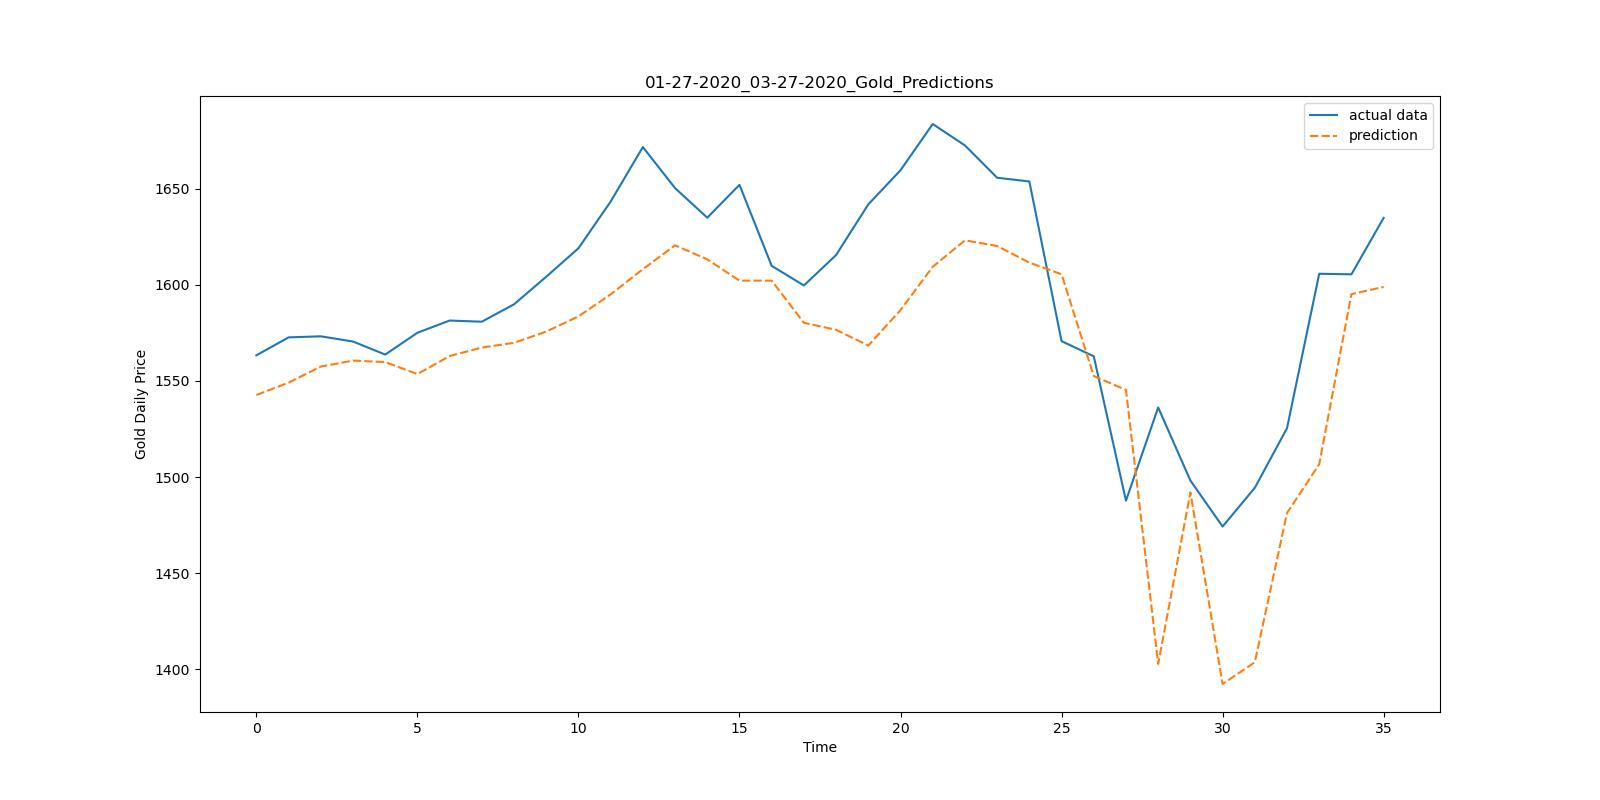 01-27-2020_03-27-2020_Gold_Predictions
actual data
prediction
Gold Daily Price
1650
1600
1550
1500
1450
1400
0 5 10 15 20 25 30 35
Time